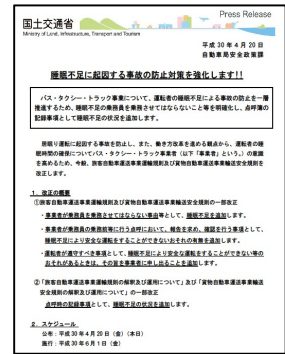 Press Release
国土交通省
Ministry of Land, Infrastructure, Transport and Tourism
平成30年4月20日
自動車局安全政策課
睡眠不足に起因する事故の防止対策を強化します!!
バス・タクシー・トラック事業について、運転者の睡眠不足による事故の防止を一層
推進するため、睡眠不足の乗務員を乗務させてはならないこと等を明確化し、点呼簿の
記録事項として睡眠不足の状況を追加します。
居眠り運転に起因する事故を防止し、また、働き方改革を進める観点から、運転者の睡
眠時間の確保についてバス・タクシー・トラック事業者(以下「事業者」という。)の意識
を高めるため、今般、旅客自動車運送事業運輸規則及び貨物自動車運送事業輸送安全規則を
改正します。
1.改正の概要
①旅客自動車運送事業運輸規則及び貨物自動車運送事業輸送安全規則の一部改正
・事業者が乗務員を乗務させてはならない事由等として、睡眠不足を追加します。
・事業者が乗務員の乗務前等に行う点呼において、報告を求め、確認を行う事項として、
睡眠不足により安全な運転をすることができないおそれの有無を追加します。
・運転者が遵守すべき事項として、睡眠不足により安全な運転をすることができない等の
おそれがあるときは、その旨を事業者に申し出ることを追加します。
②「旅客自動車運送事業運輸規則の解釈及び運用について」及び「貨物自動車運送事業輸送
安全規則の解釈及び運用について」の一部改正
点呼時の記録事項として、睡眠不足の状況を追加します。
2.スケジュール
公布:平成30年4月20日(金)(本日)
施行:平成30年6月1日(金)